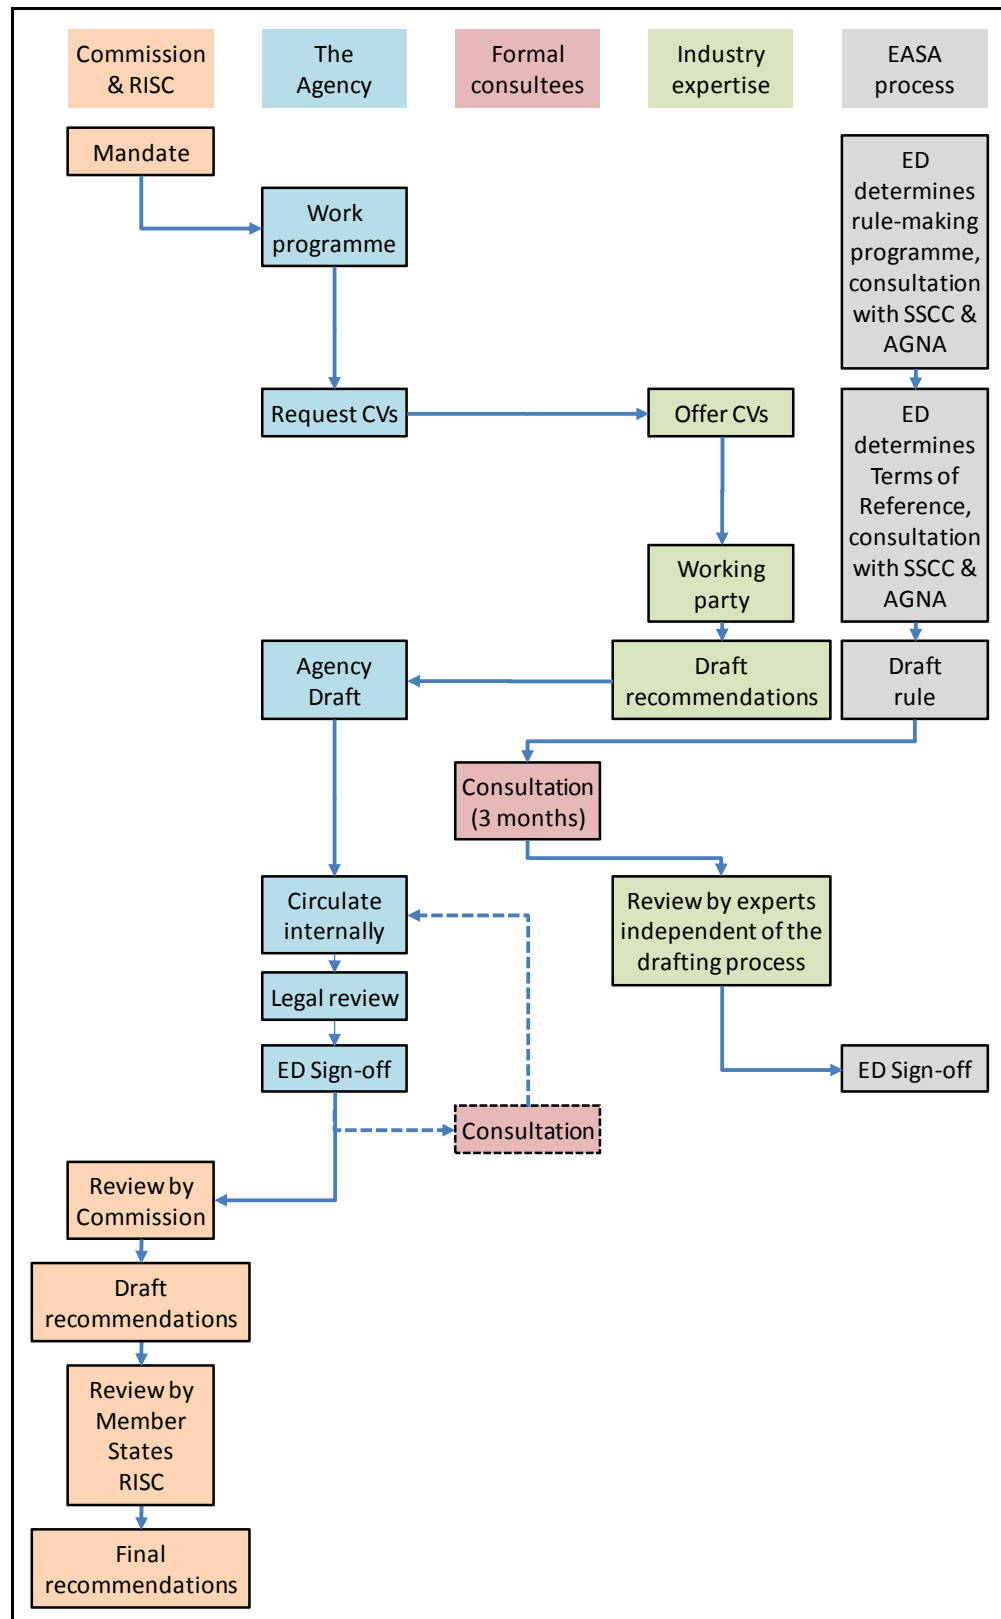 Commission
& RISC
The
Agency
Formal
consultees
Industry
expertise
EASA
process
Mandate
Work
programme
ED
determines
rule-making
programme,
consultation
with SSCC &
AGNA
Request CVs
Offer CVs
ED
determines
Terms of
Reference,
consultation
with SSCC &
AGNA
Working
party
Agency
Draft
Draft
recommendations
Draft
rule
Consultation
(3 months)
Circulate
internally
Review by experts
independent of the
drafting process
Legal review
ED Sign-off
ED Sign-off
Consultation
Review by
Commission
Draft
recommendations
Review by
Member
States
RISC
Final
recommendations